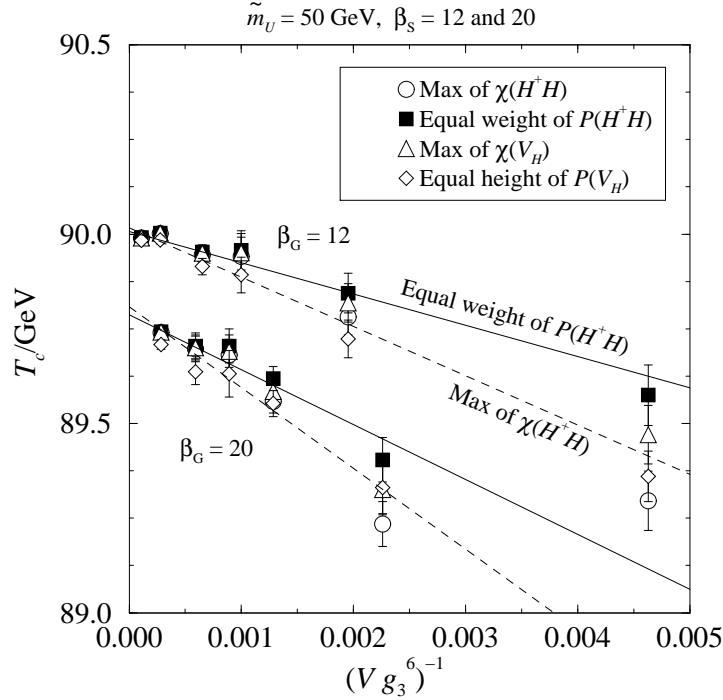 m̃_U = 50 GeV, β_S = 12 and 20
90.5
Max of χ(H⁺H)
Equal weight of P(H⁺H)
Max of χ(V_H)
Equal height of P(V_H)
90.0
β_G = 12
Equal weight of P(H⁺H)
T_c/GeV
Max of χ(H⁺H)
89.5
β_G = 20
89.0
0.000 0.001 0.002 0.003 0.004 0.005
(V g₃⁶)⁻¹